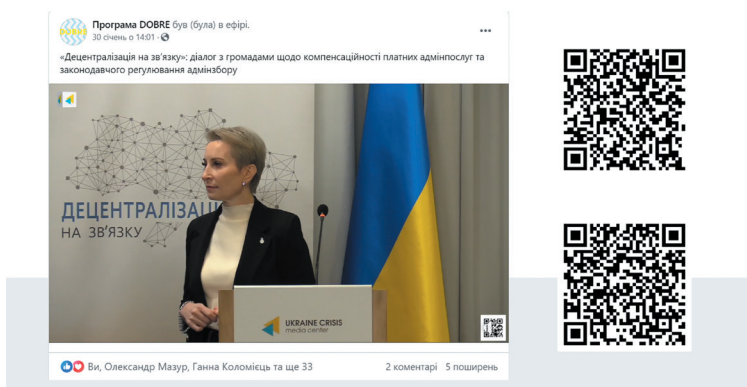 Програма DOBRE був (була) в ефірі.
30 січень о 14:01
«Децентралізація на зв'язку»: діалог з громадами щодо компенсаційності платних адмінпослуг та
законодавчого регулювання адмінзбору
ДЕЦЕНТРАЛІЗАЦ
НА ЗВ'ЯЗКУ
UKRAINE CRISIS
media center
Ви, Олександр Мазур, Ганна Коломієць та ще 33
2 коментарі 5 поширень